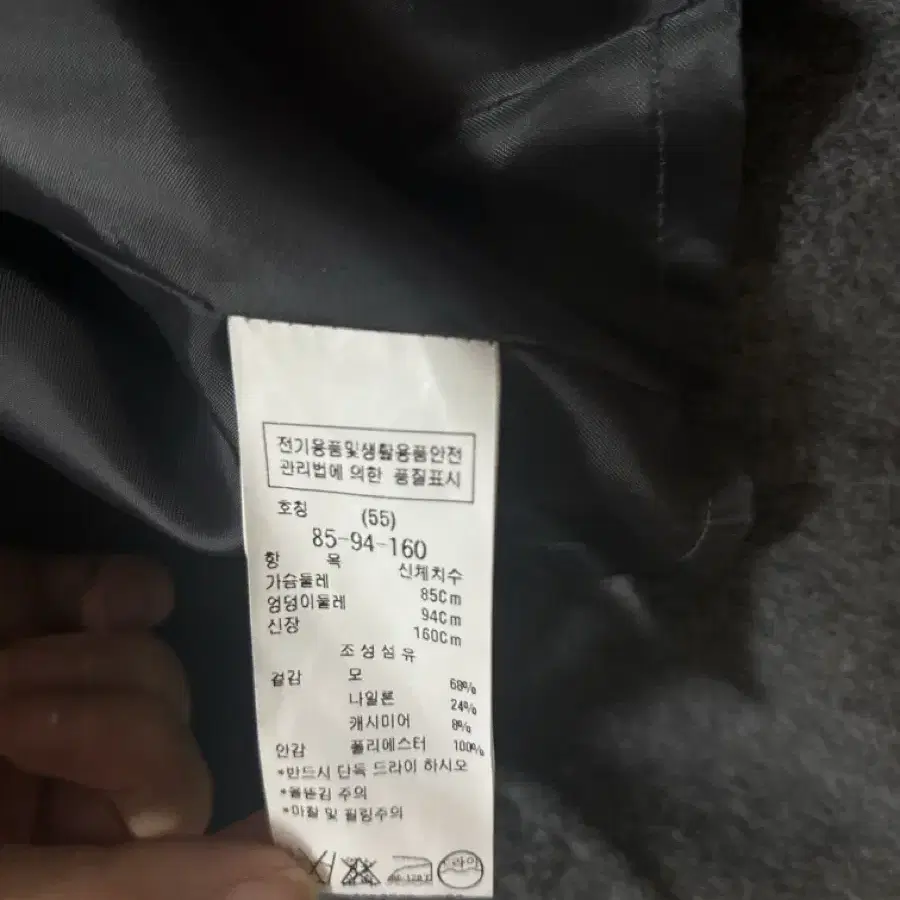 전기용품및생활용품안전
관리법에 의한 품질표시
호칭 (55)
85-94-160
항 목 신체치수
가슴둘레 85Cm
엉덩이둘레 94Cm
신장 160Cm
조성섬유
겉감 모 68%
나일론 24%
캐시미어 8%
안감 폴리에스터 100%
*반드시 단독 드라이 하시오
*올뜯김 주의
*마찰 및 필링주의
드라이